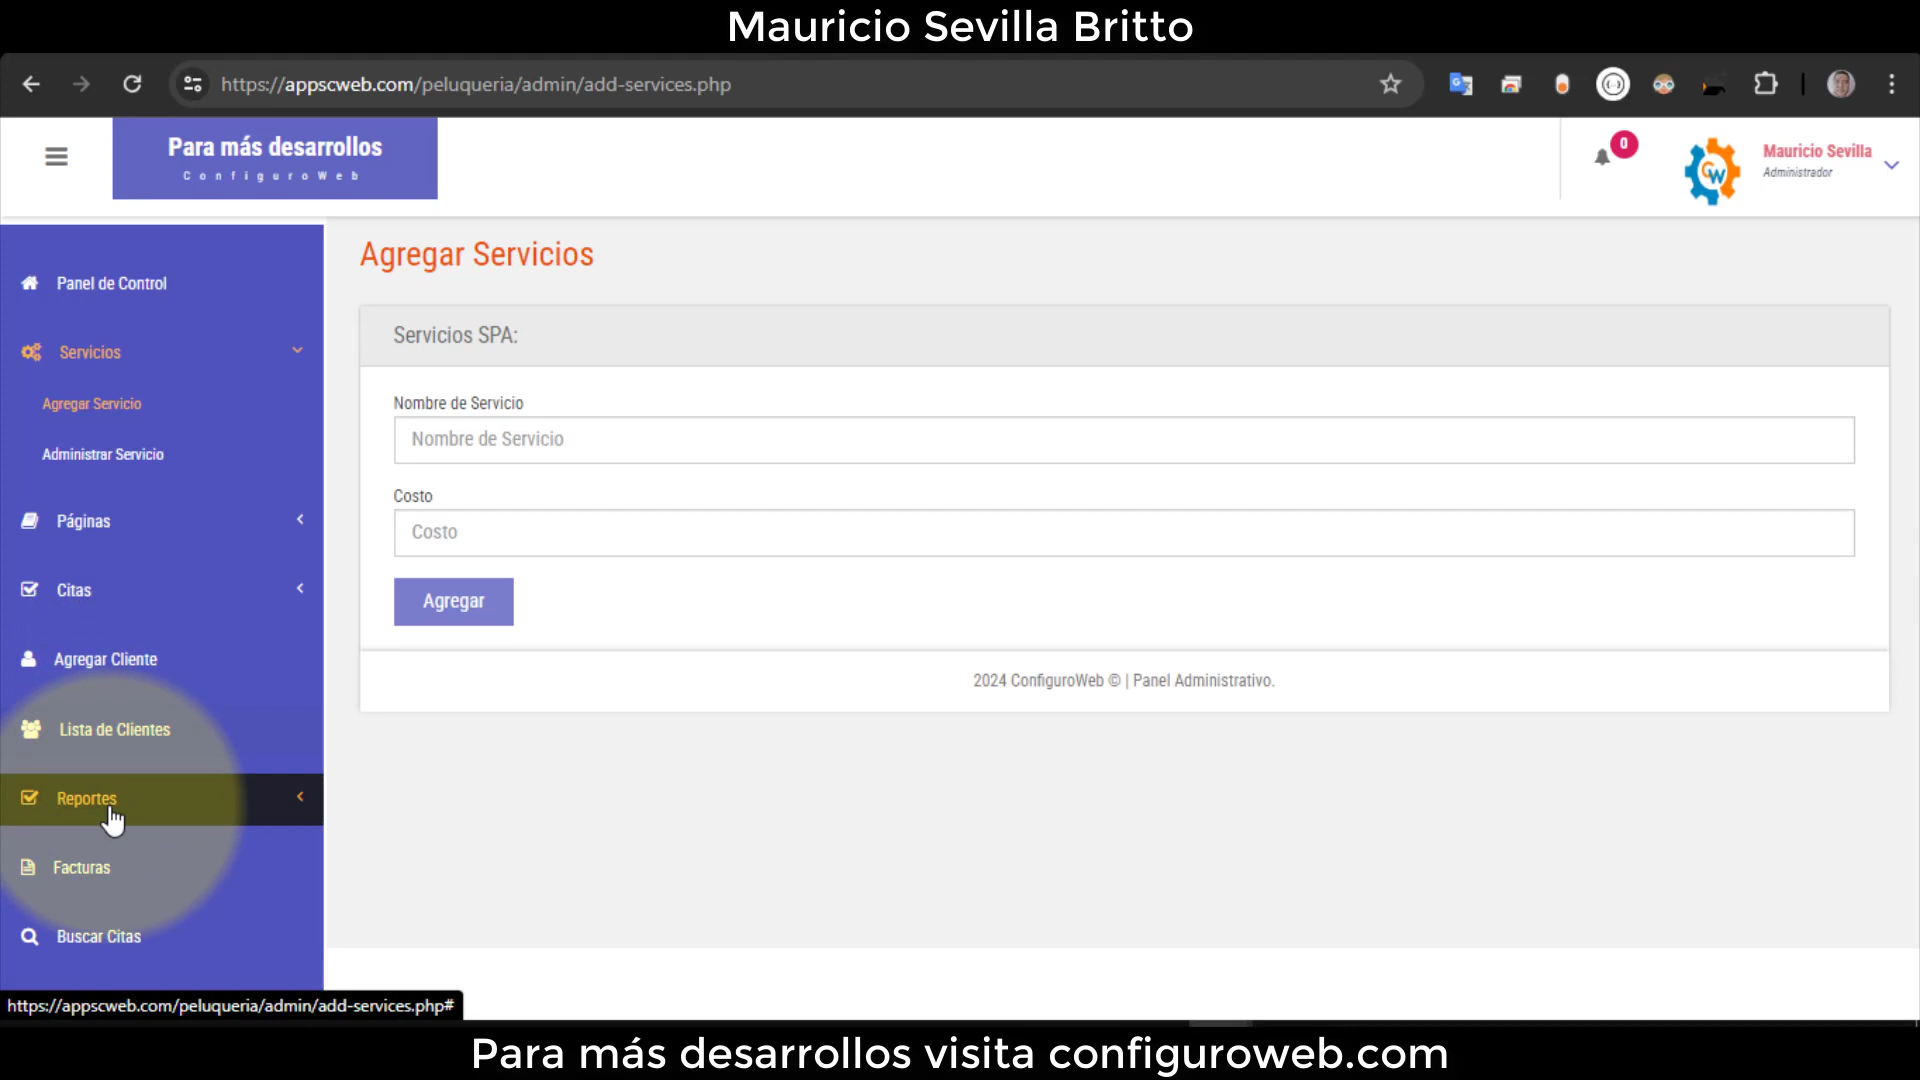 Mauricio Sevilla Britto
https://appscweb.com/peluqueria/admin/add-services.php
Para más desarrollos
ConfiguroWeb
0
CW
Mauricio Sevilla
Administrador
Panel de Control
Servicios
Agregar Servicio
Administrar Servicio
Páginas
Citas
Agregar Cliente
Lista de Clientes
Reportes
Facturas
Buscar Citas
Agregar Servicios
Servicios SPA:
Nombre de Servicio
Nombre de Servicio
Costo
Costo
Agregar
2024 ConfiguroWeb © | Panel Administrativo.
https://appscweb.com/peluqueria/admin/add-services.php#
Para más desarrollos visita configuroweb.com